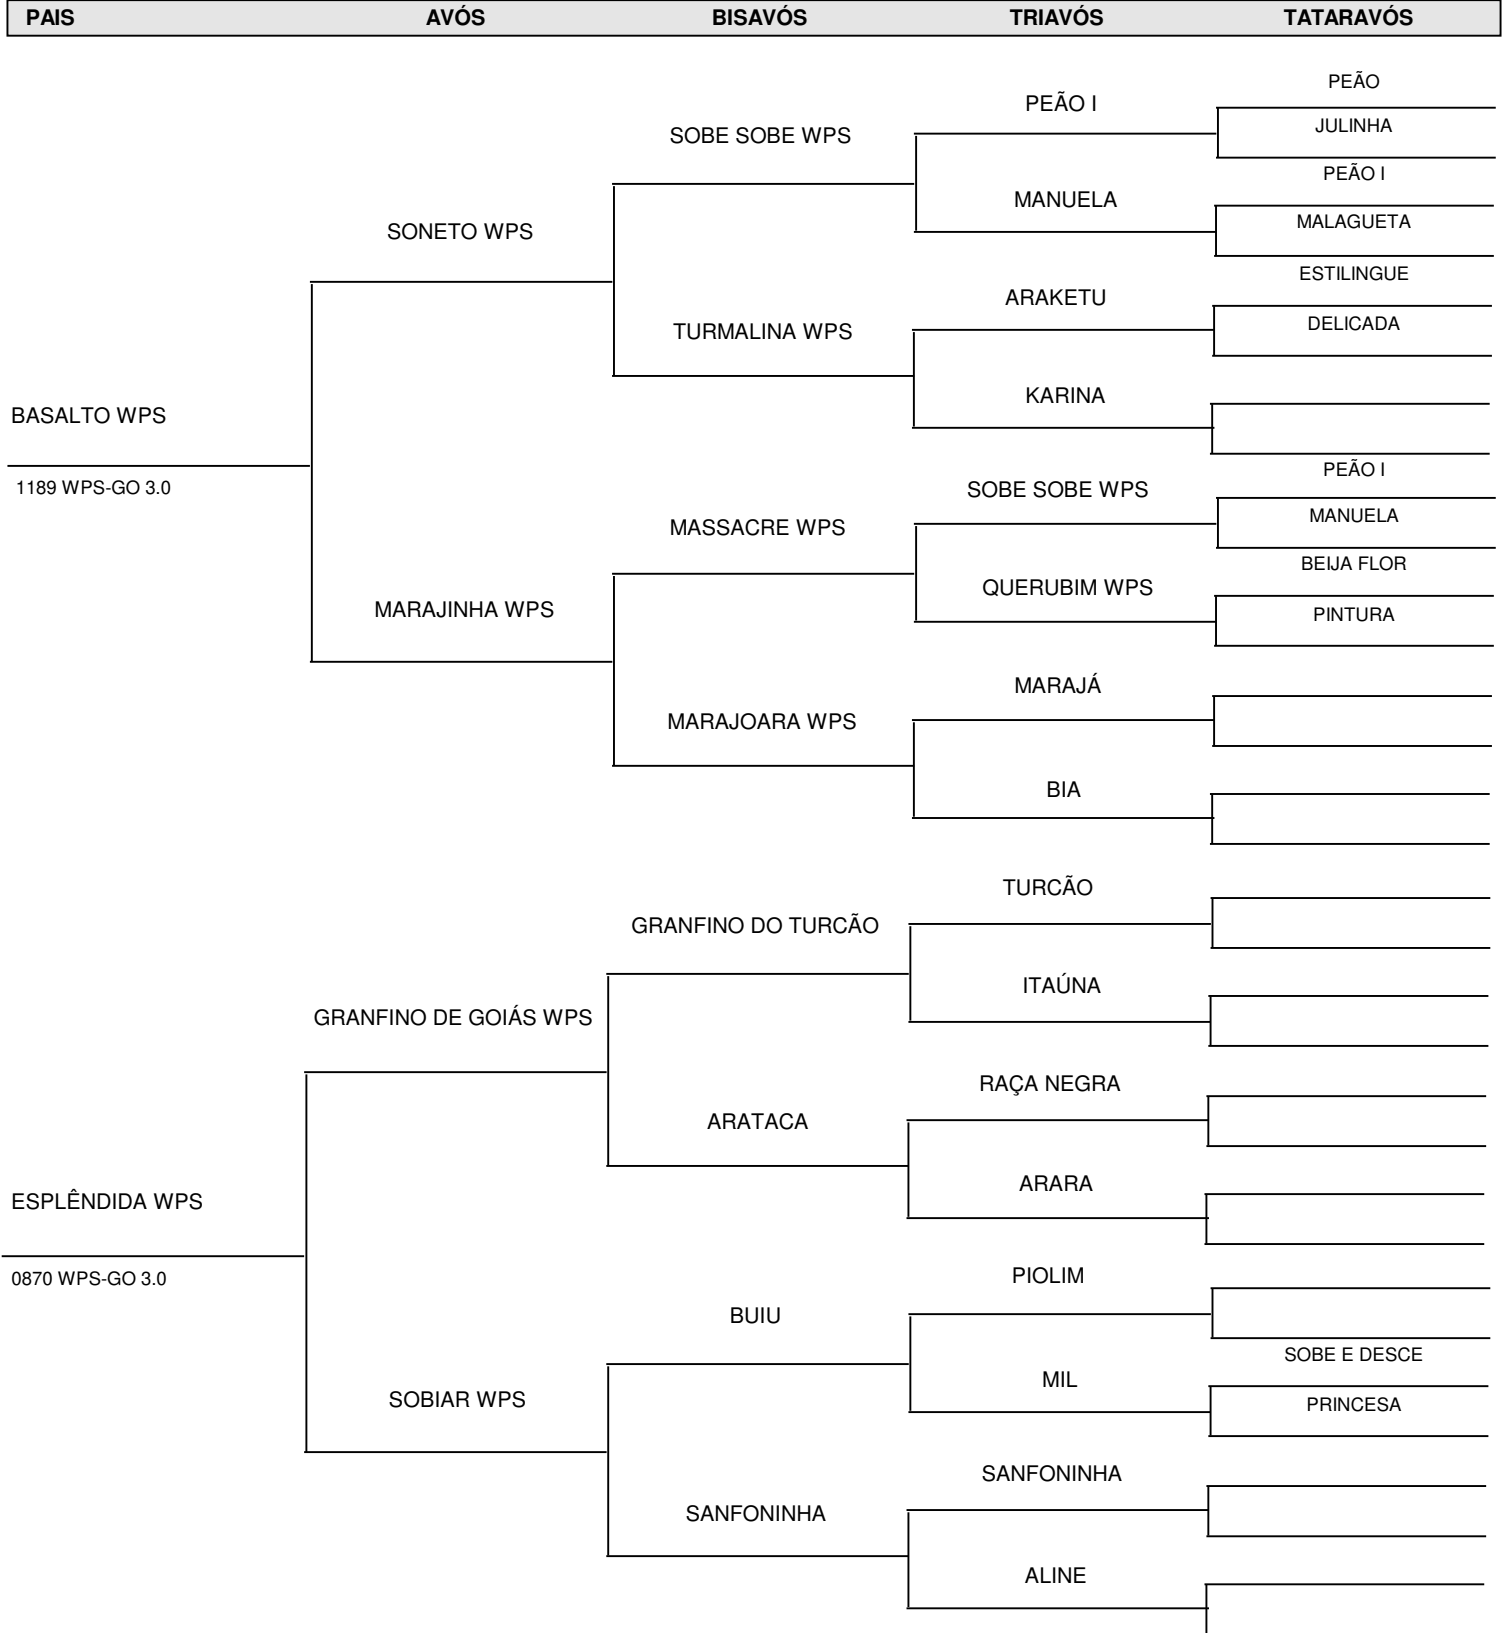 PAIS AVÓS BISAVÓS TRIAVÓS TATARAVÓS
PEÃO
PEÃO I
JULINHA
SOBE SOBE WPS
PEÃO I
MANUELA
MALAGUETA
SONETO WPS
ESTILINGUE
ARAKETU
DELICADA
TURMALINA WPS
KARINA
BASALTO WPS
1189 WPS-GO 3.0
PEÃO I
SOBE SOBE WPS
MANUELA
MASSACRE WPS
BEIJA FLOR
QUERUBIM WPS
PINTURA
MARAJINHA WPS
MARAJÁ
MARAJOARA WPS
BIA
TURCÃO
GRANFINO DO TURCÃO
ITAÚNA
GRANFINO DE GOIÁS WPS
RAÇA NEGRA
ARATACA
ARARA
ESPLÊNDIDA WPS
0870 WPS-GO 3.0
PIOLIM
BUIU
SOBE E DESCE
MIL
PRINCESA
SOBIAR WPS
SANFONINHA
SANFONINHA
ALINE